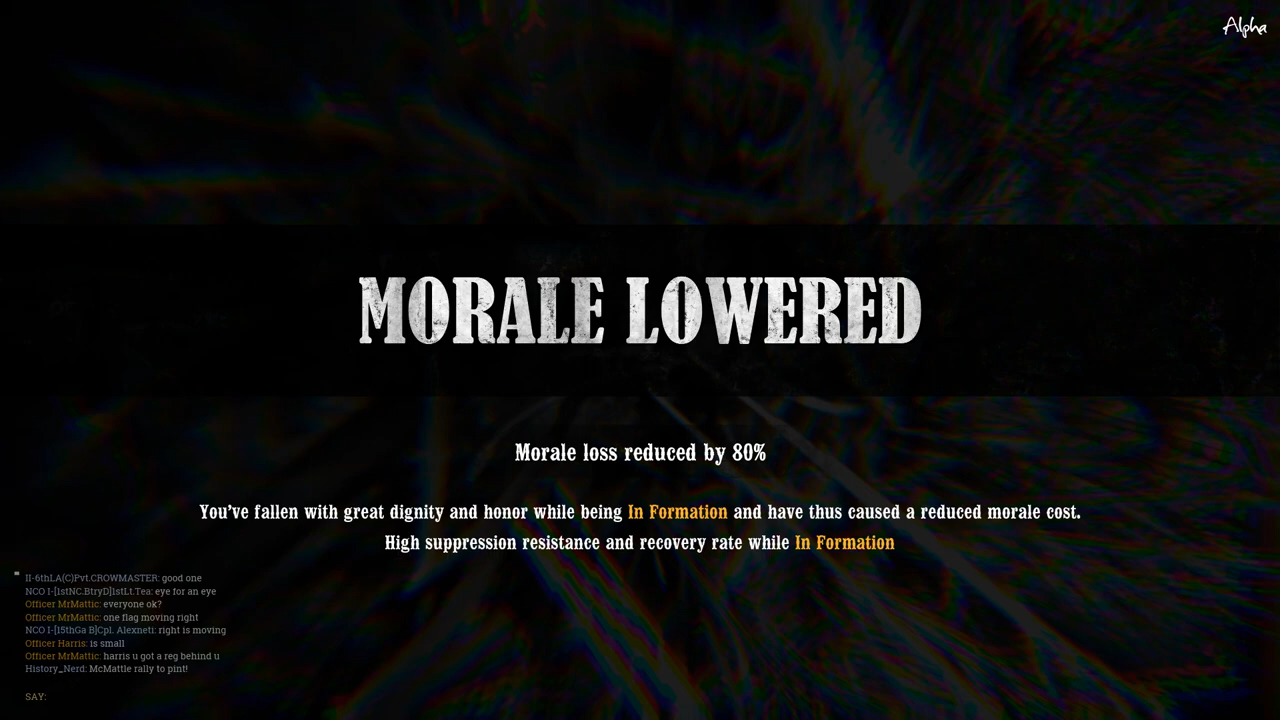 Alpha
MORALE LOWERED
Morale loss reduced by 80%
You've fallen with great dignity and honor while being In Formation and have thus caused a reduced morale cost.
High suppression resistance and recovery rate while In Formation
II-6thLA(C)Pvt.CROWMASTER: good one
NCO I-[1stNC.BtryD]1stLt.Tea: eye for an eye
Officer MrMattic: everyone ok?
Officer MrMattic: one flag moving right
NCO I-[15thGa B]Cpl. Alexneti: right is moving
Officer Harris: is small
Officer MrMattic: harris u got a reg behind u
History_Nerd: McMattle rally to pint!
SAY: